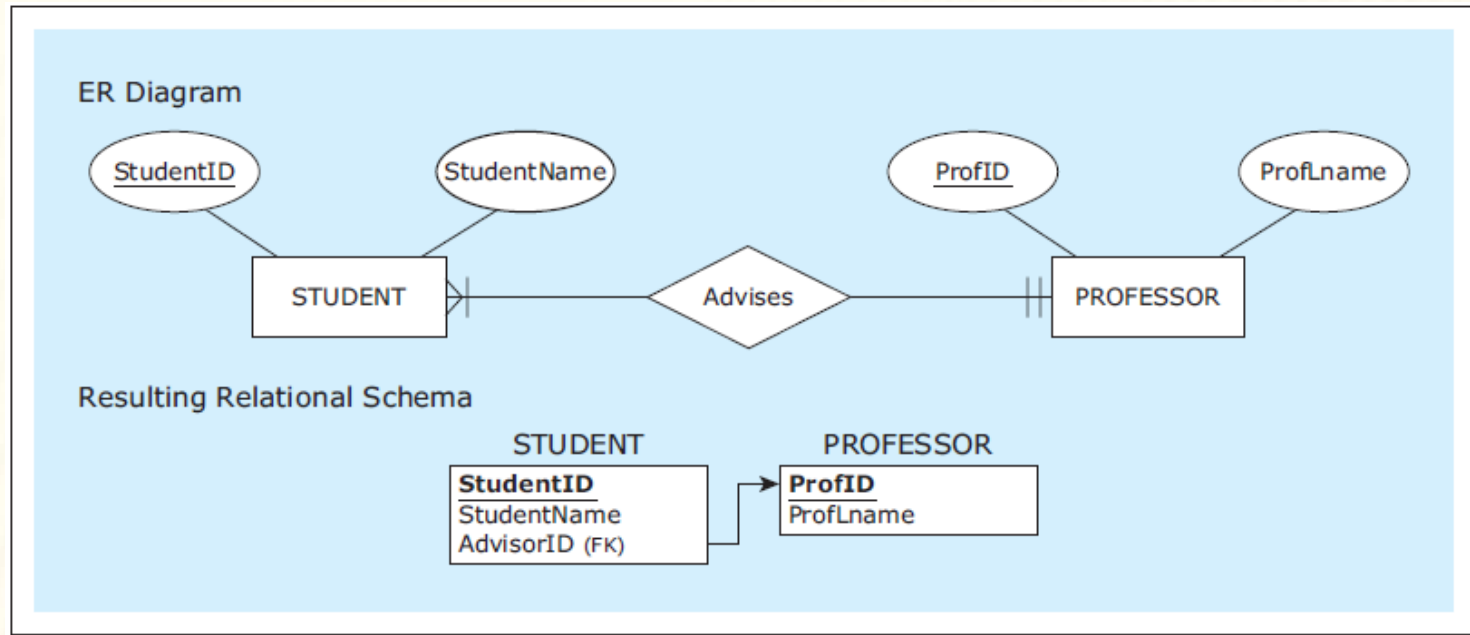 ER Diagram
StudentID StudentName ProfID ProfLname
STUDENT Advises PROFESSOR
Resulting Relational Schema
STUDENT PROFESSOR
StudentID ProfID
StudentName ProfLname
AdvisorID (FK)